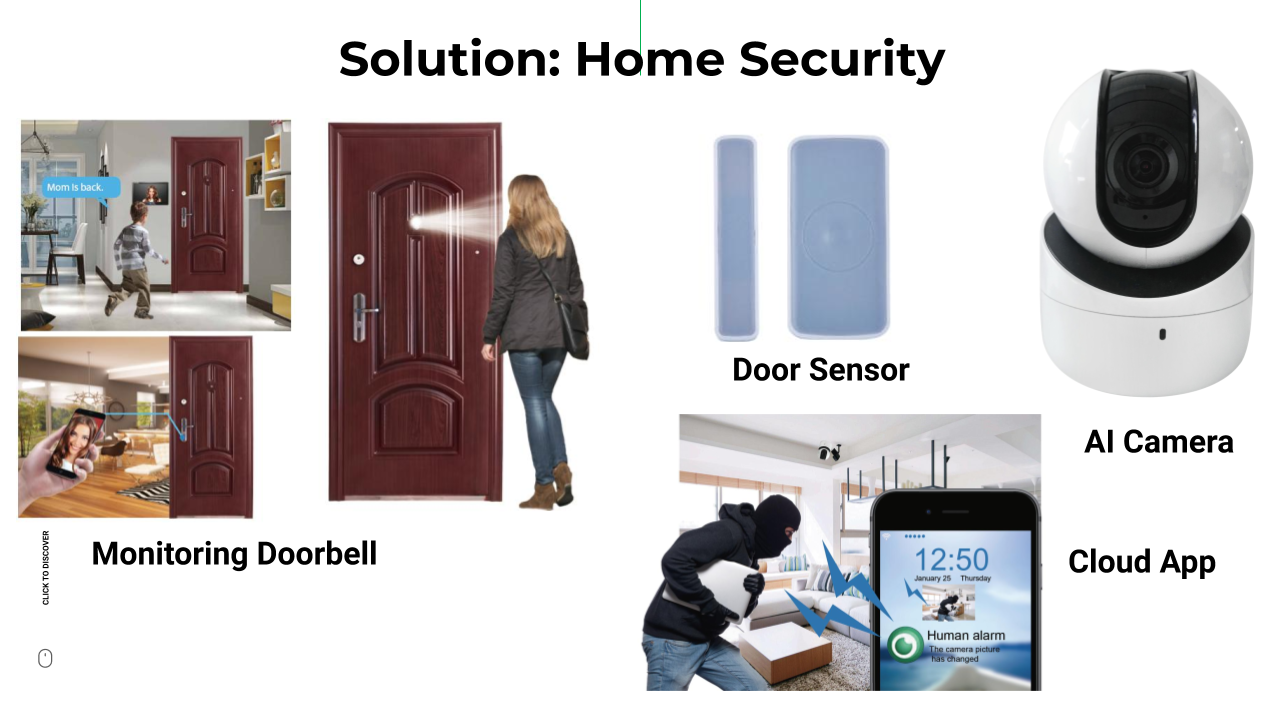 Solution: Home Security
Mom is back.
Door Sensor
AI Camera
Monitoring Doorbell
CLICK TO DISCOVER
12:50
January 25 Thursday
Human alarm
The camera picture
has changed
Cloud App